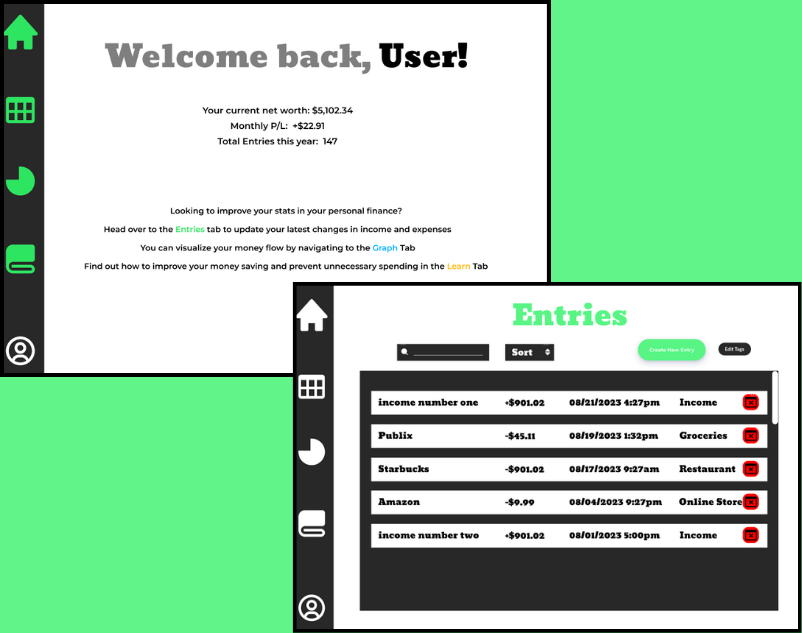 Welcome back, User!
Your current net worth: $5,102.34
Monthly P/L: +$22.91
Total Entries this year: 147
Looking to improve your stats in your personal finance?
Head over to the Entries tab to update your latest changes in income and expenses
You can visualize your money flow by navigating to the Graph Tab
Find out how to improve your money saving and prevent unnecessary spending in the Learn Tab
Entries
Sort
Create New Entry
Edit Tags
income number one +$901.02 08/21/2023 4:27pm Income
Publix -$45.11 08/19/2023 1:32pm Groceries
Starbucks -$901.02 08/17/2023 9:27am Restaurant
Amazon -$9.99 08/04/2023 9:27pm Online Store
income number two +$901.02 08/01/2023 5:00pm Income